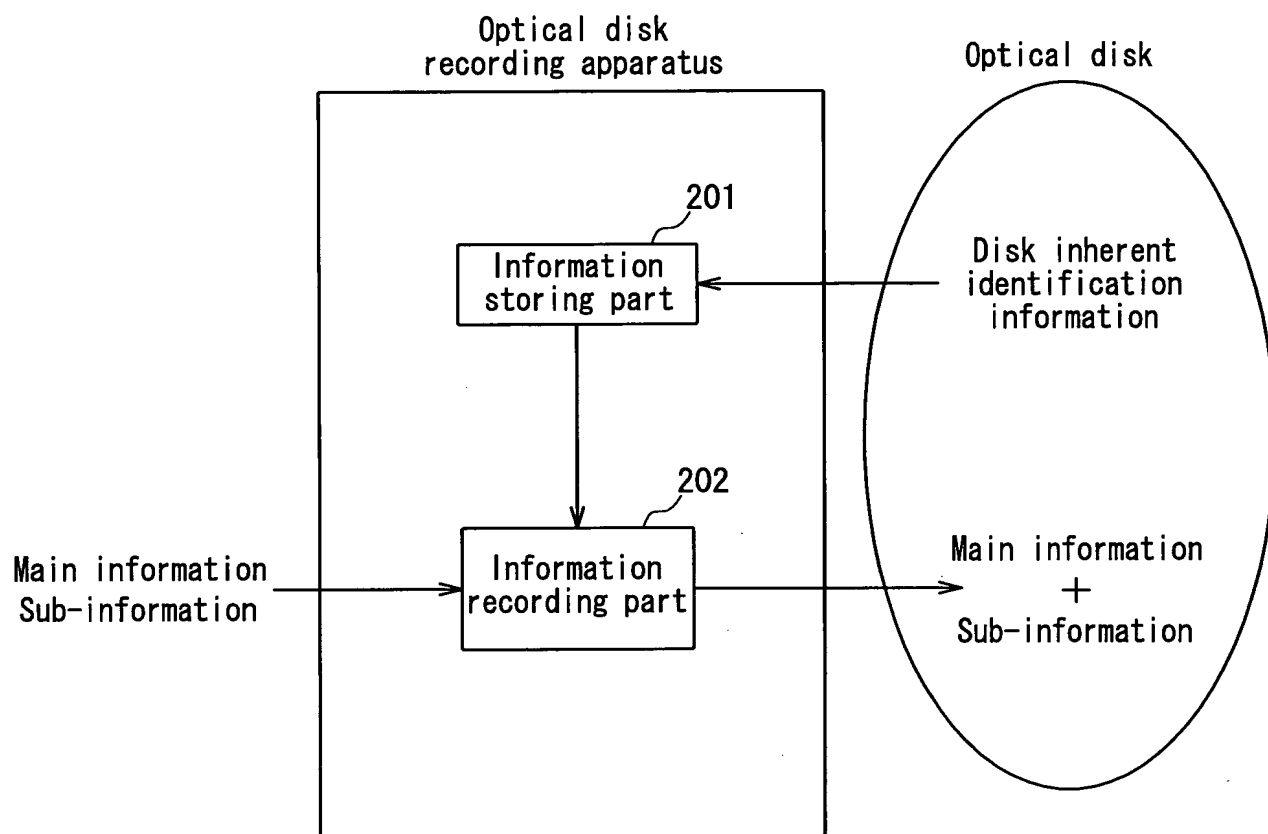 Optical disk
recording apparatus
Optical disk
201
Information
storing part
Disk inherent
identification
information
202
Main information
Sub-information
Information
recording part
Main information
+
Sub-information